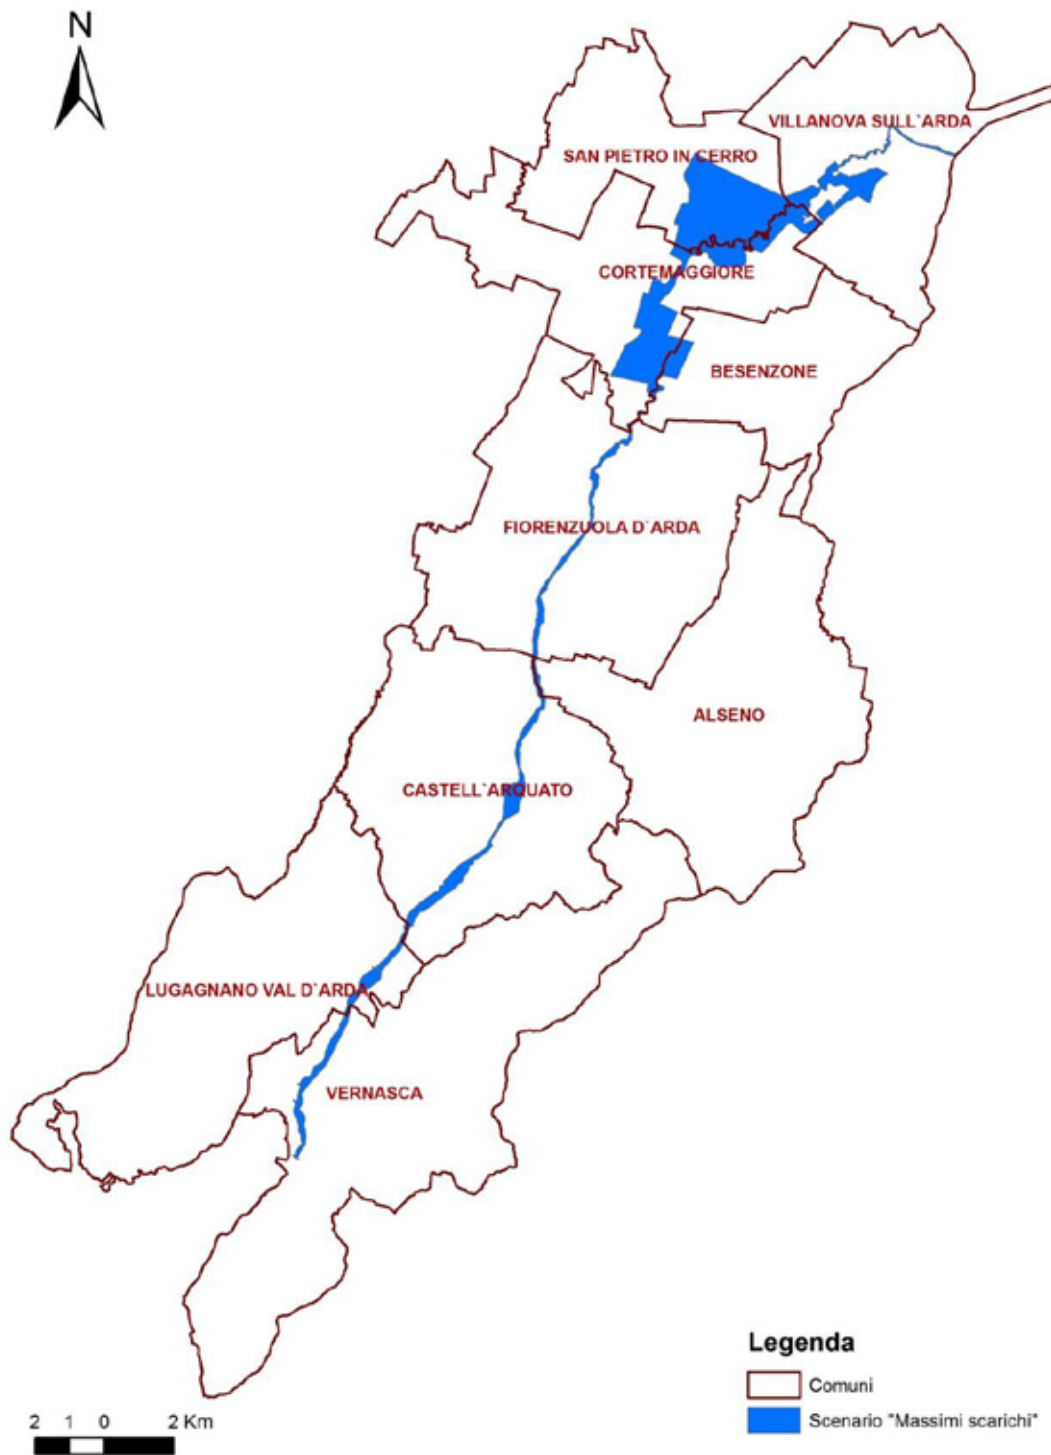 N
VILLANOVA SULL`ARDA
SAN PIETRO IN CERRO
CORTEMAGGIORE
BESENZONE
FIORENZUOLA D`ARDA
ALSENO
CASTELL`ARQUATO
LUGAGNANO VAL D`ARDA
VERNASCA
Legenda
Comuni
Scenario "Massimi scarichi"
2 1 0 2 Km